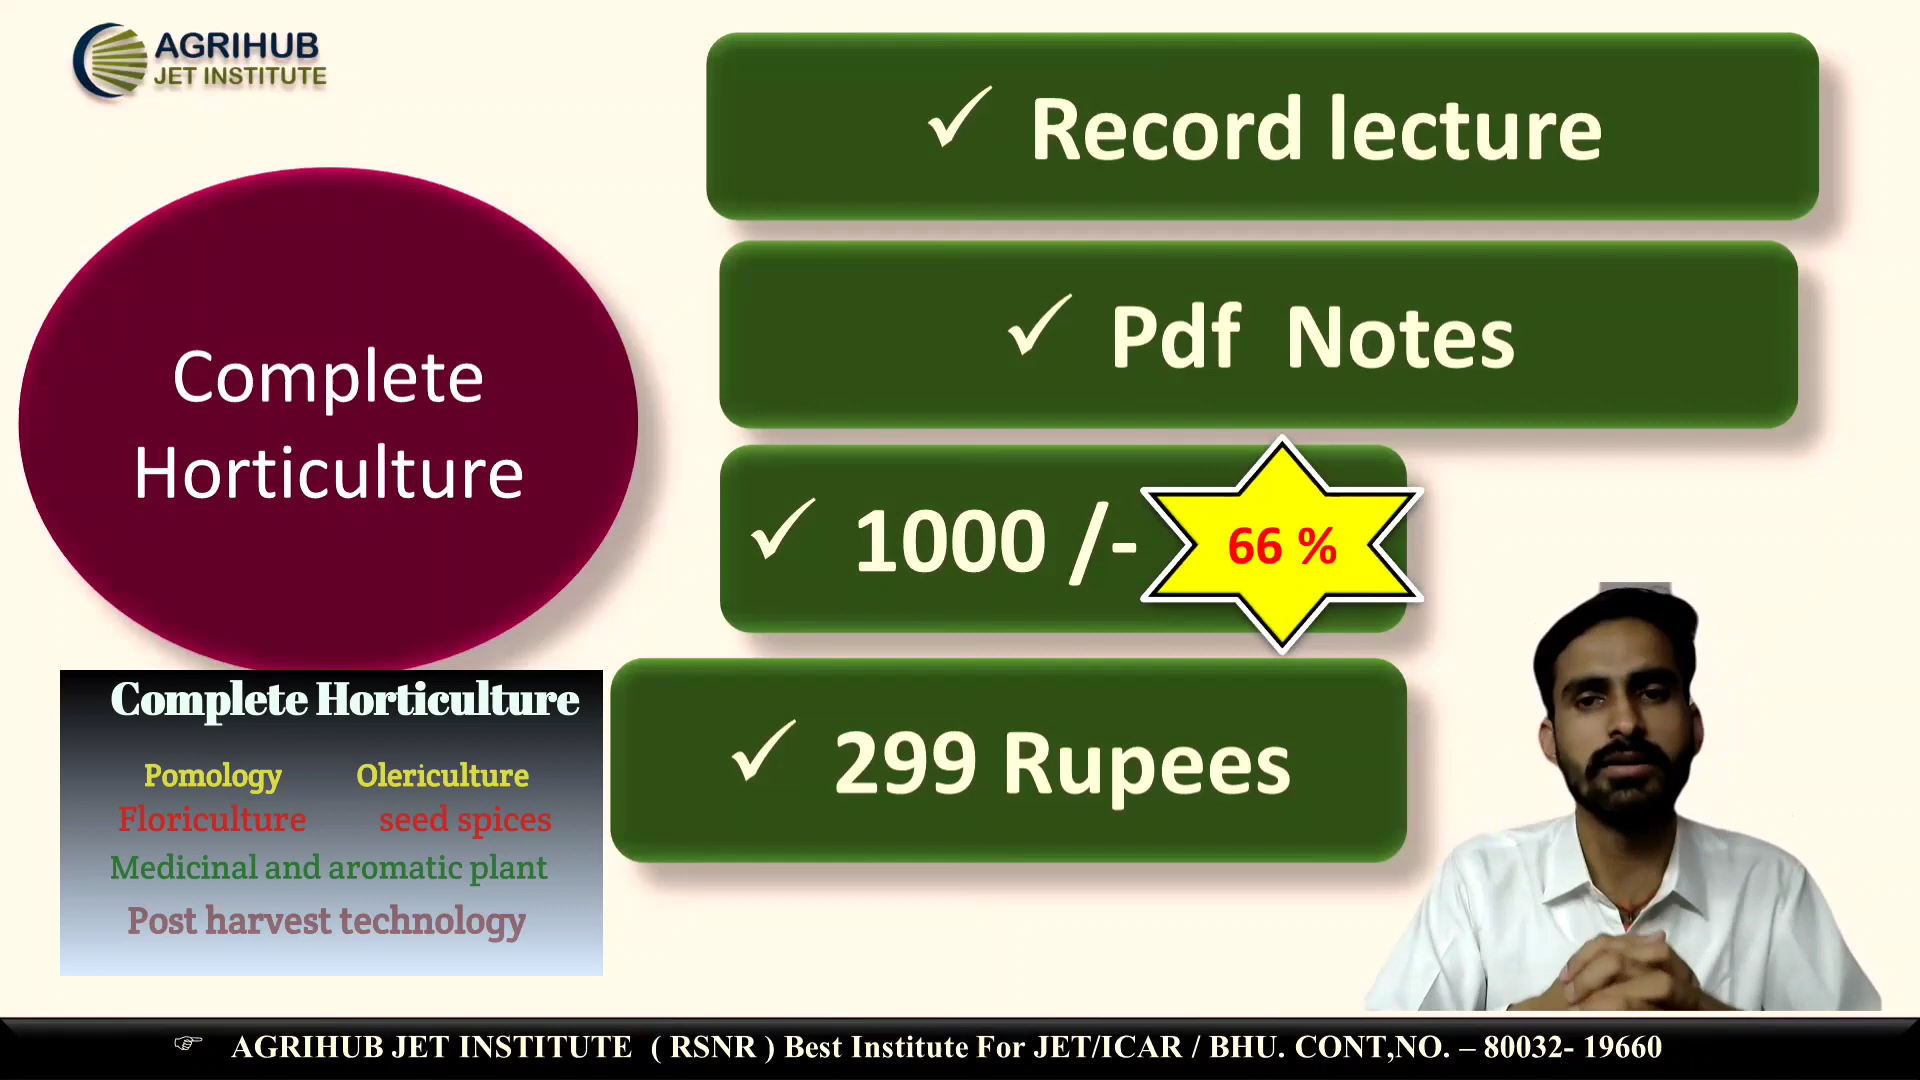 AGRIHUB
JET INSTITUTE
✓ Record lecture
✓ Pdf Notes
✓ 1000 /-
66 %
✓ 299 Rupees
Complete
Horticulture
Complete Horticulture
Pomology Olericulture
Floriculture seed spices
Medicinal and aromatic plant
Post harvest technology
☞ AGRIHUB JET INSTITUTE ( RSNR ) Best Institute For JET/ICAR / BHU. CONT,NO. – 80032- 19660